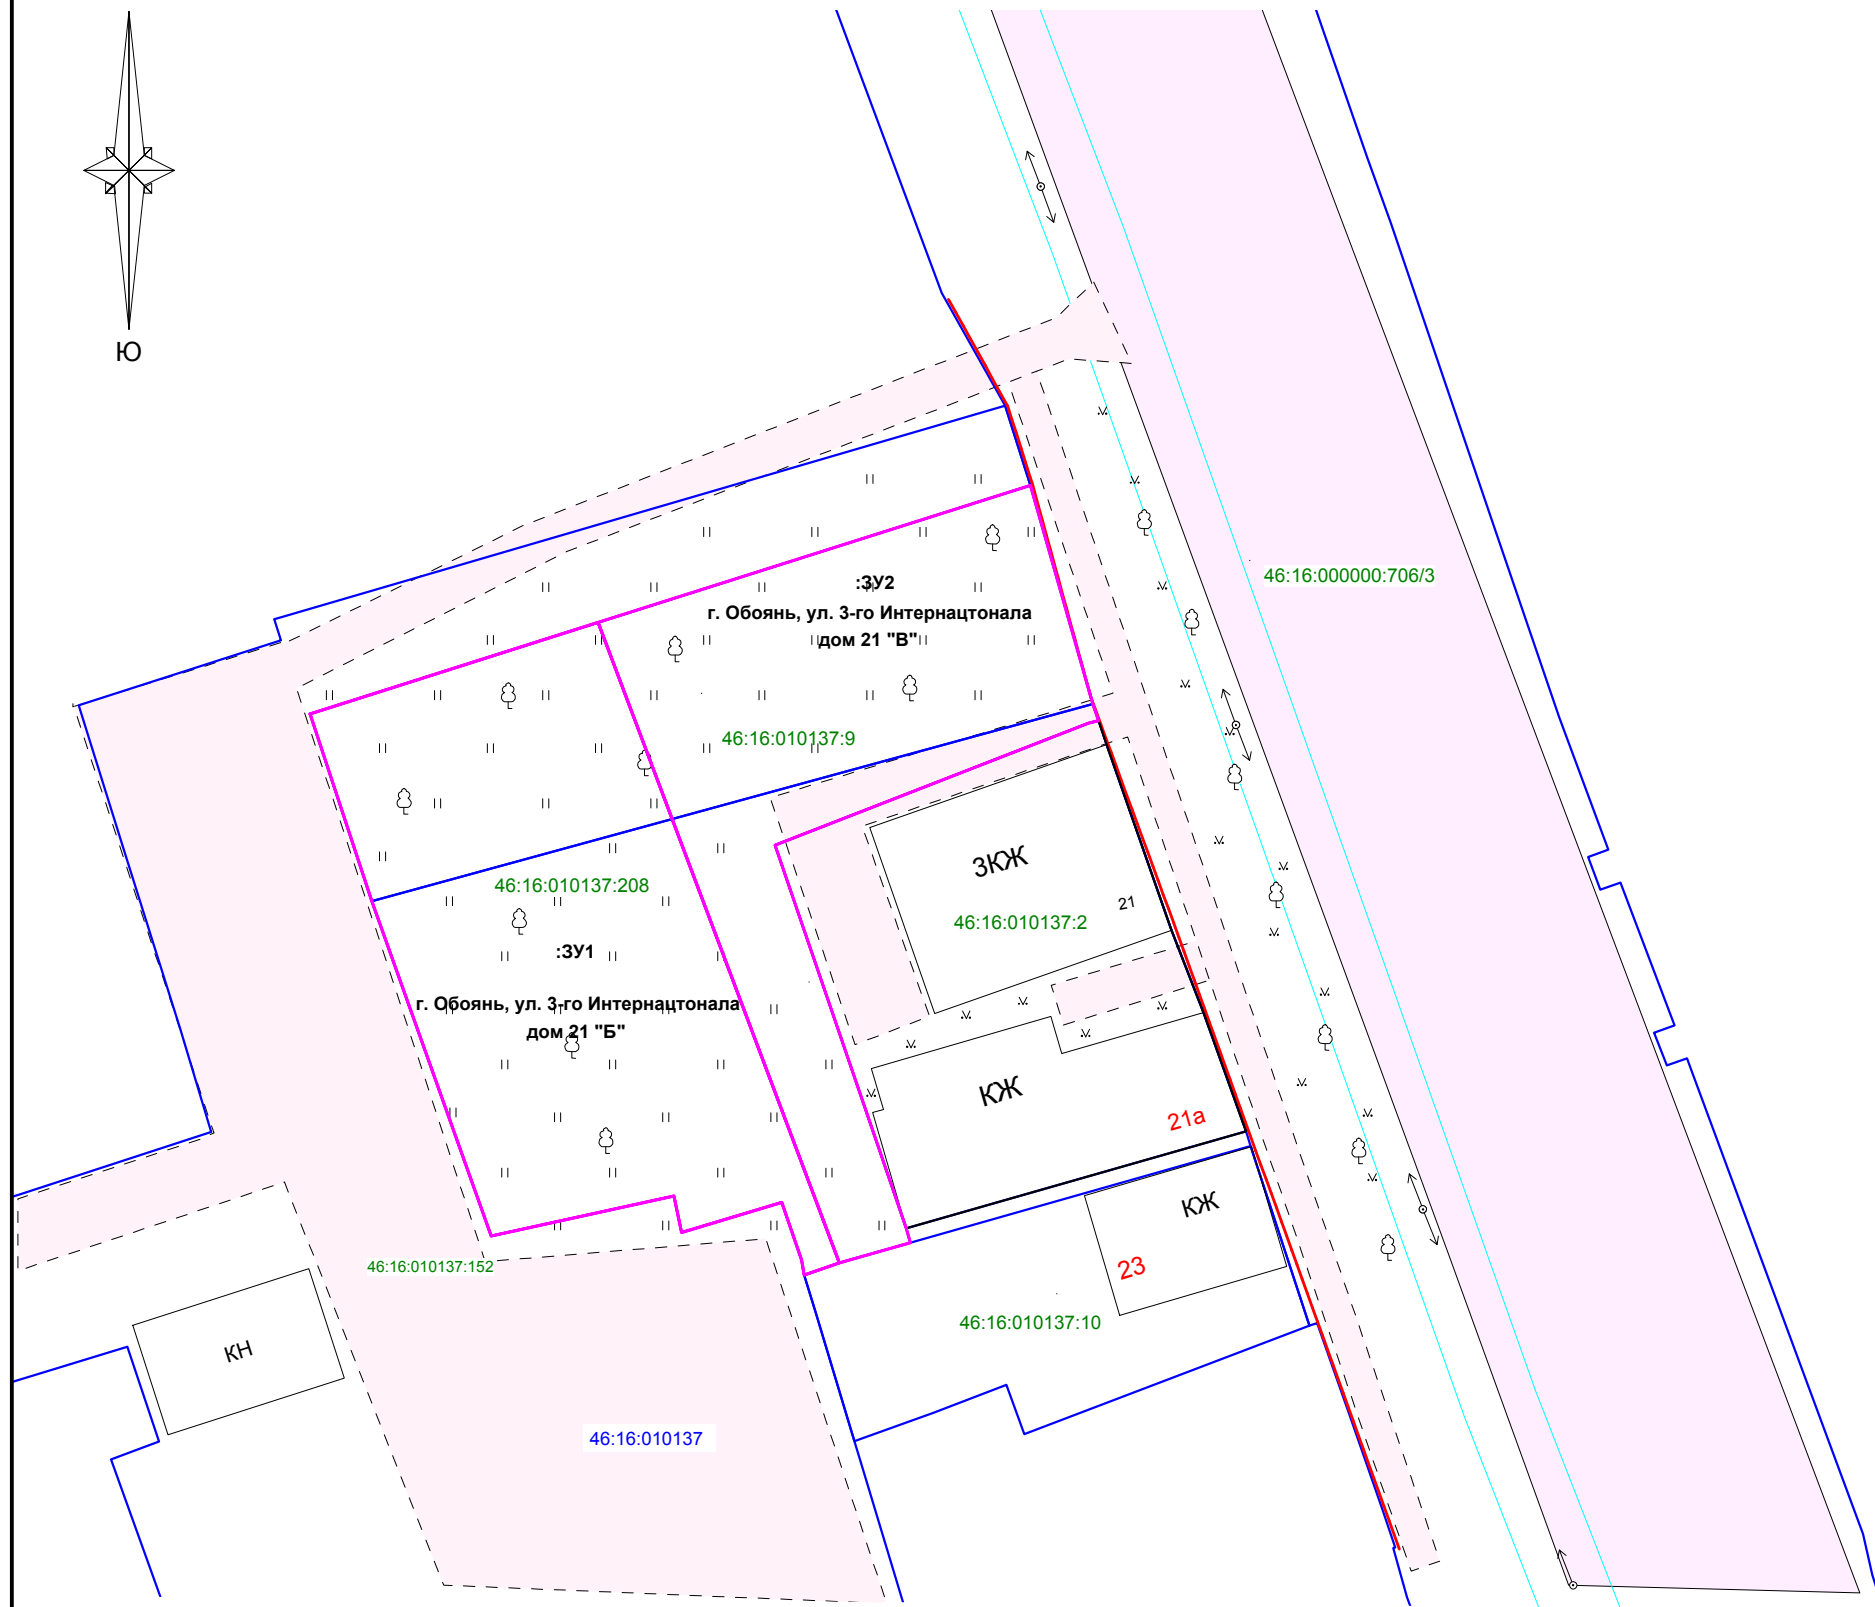 Ю
46:16:000000:706/3
:ЗУ2
г. Обоянь, ул. 3-го Интернацтонала
дом 21 "В"
46:16:010137:9
ЗКЖ
46:16:010137:208
21
46:16:010137:2
:ЗУ1
г. Обоянь, ул. 3-го Интернацтонала
дом 21 "Б"
КЖ
21а
КЖ
23
46:16:010137:152
46:16:010137:10
КН
46:16:010137